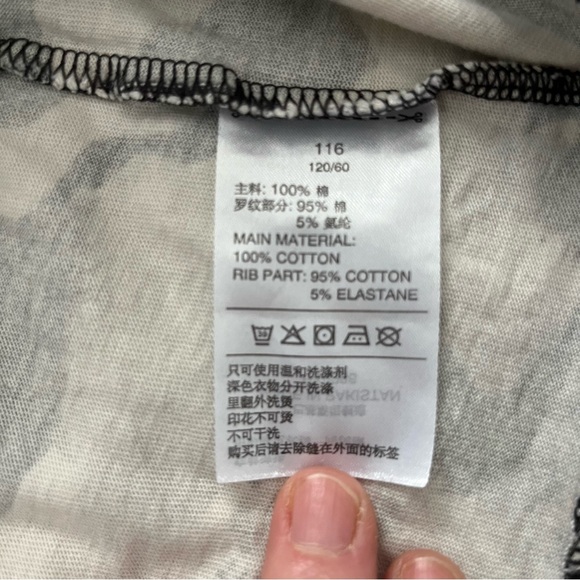 116
120/60
主料: 100% 棉
罗纹部分: 95% 棉
5% 氨纶
MAIN MATERIAL:
100% COTTON
RIB PART: 95% COTTON
5% ELASTANE
只可使用温和洗涤剂
深色衣物分开洗涤
里翻外洗烫
印花不可烫
不可干洗
购买后请去除缝在外面的标签